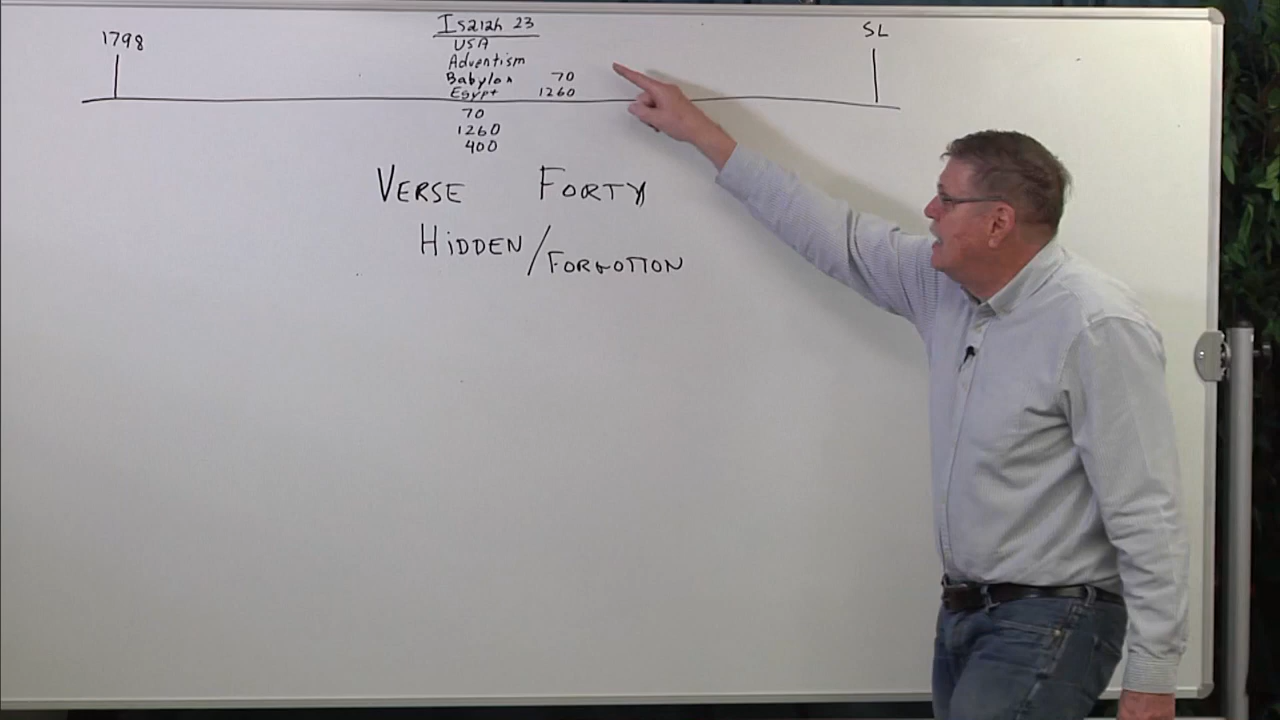 Isaiah 23
1798
SL
USA
Adventism
Babylon 70
Egypt 1260
70
1260
400
VERSE FORTY
HIDDEN / FORGOTTON